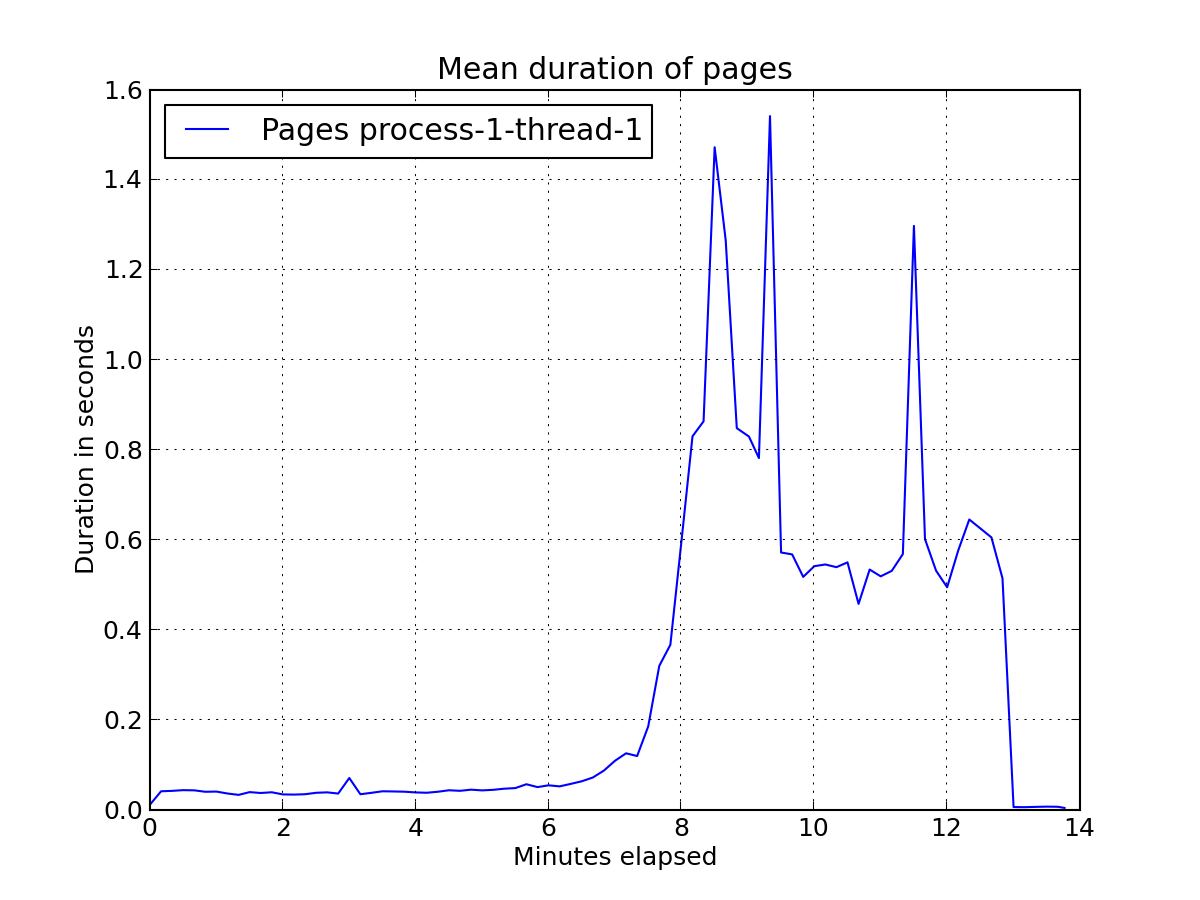 Mean duration of pages
Pages process-1-thread-1
1.6
1.4
1.2
1.0
0.8
0.6
0.4
0.2
0.0
Duration in seconds
0 2 4 6 8 10 12 14
Minutes elapsed